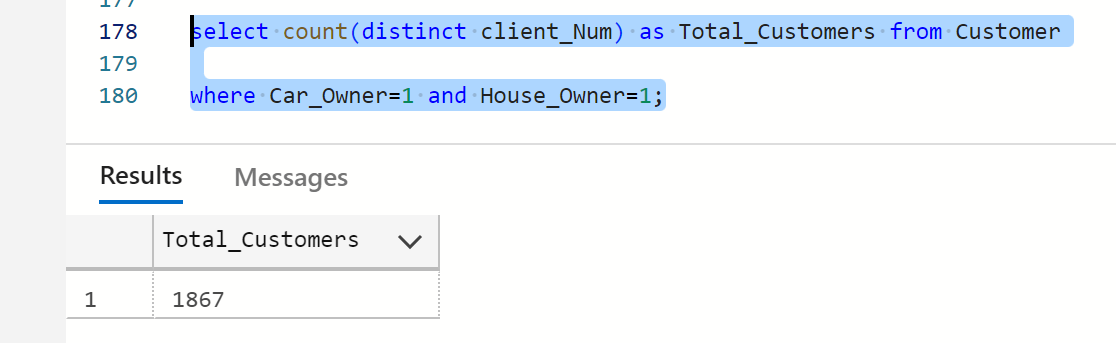 177
178 select count(distinct client_Num) as Total_Customers from Customer
179
180 where Car_Owner=1 and House_Owner=1;
Results Messages
Total_Customers
1 1867